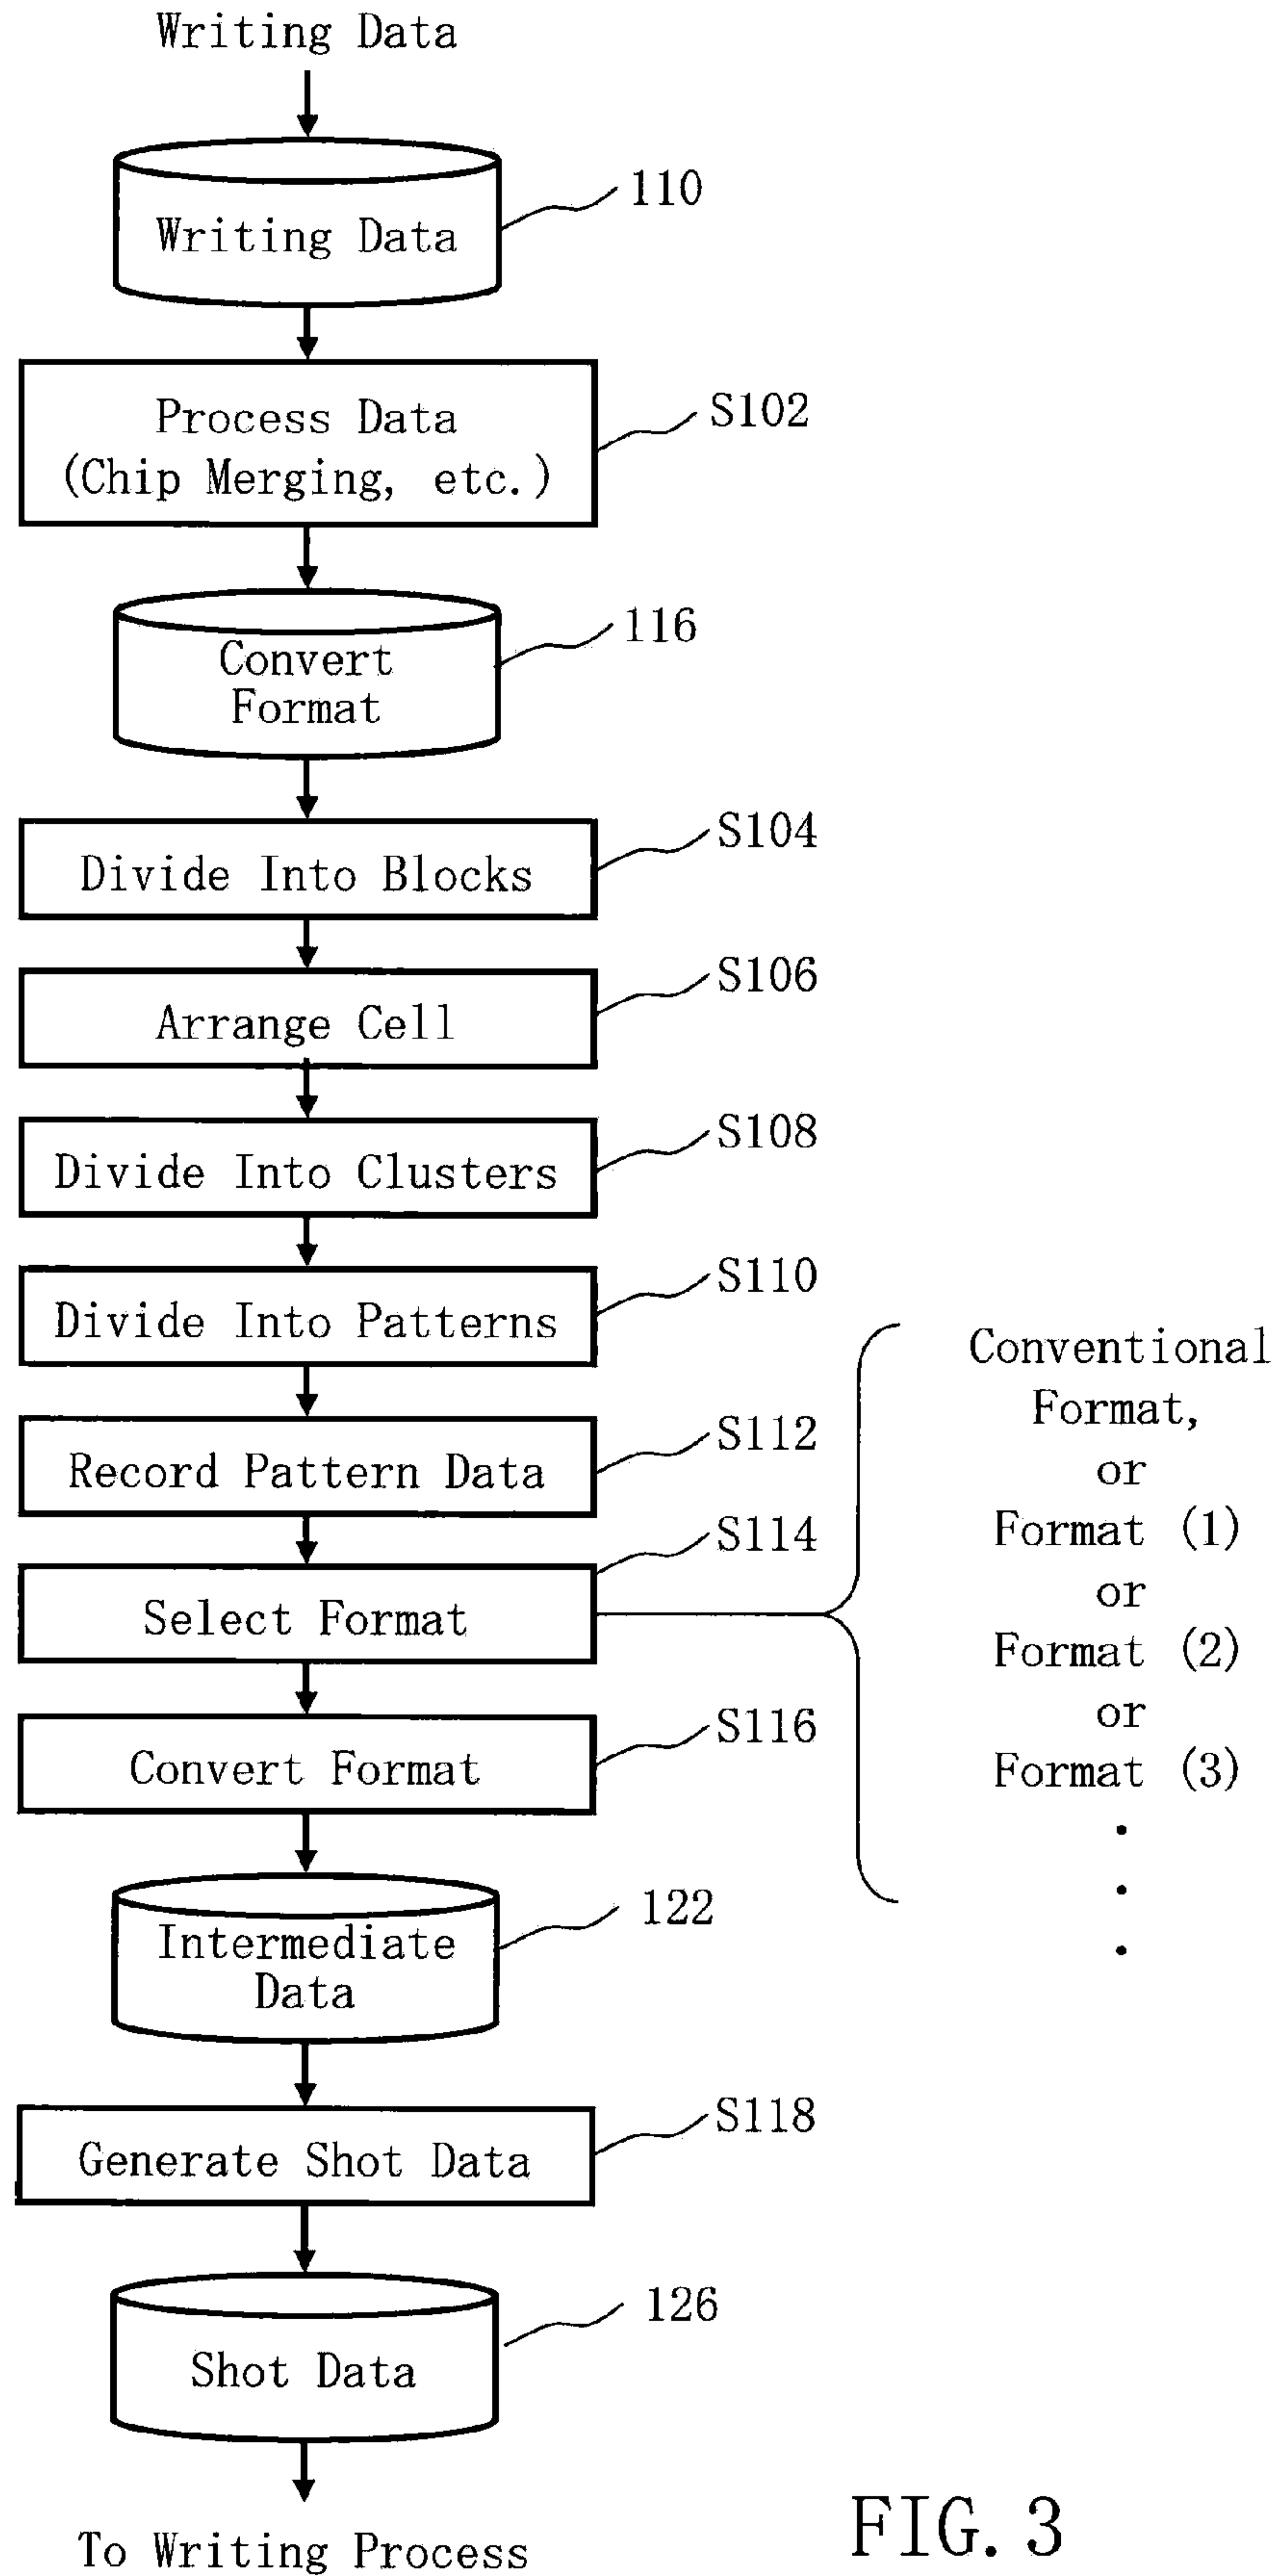 Writing Data
Writing Data
110
Process Data
(Chip Merging, etc.)
S102
Convert
Format
116
Divide Into Blocks
S104
Arrange Cell
S106
Divide Into Clusters
S108
Divide Into Patterns
S110
Record Pattern Data
S112
Select Format
S114
Conventional
Format,
or
Format (1)
or
Format (2)
or
Format (3)
Convert Format
S116
Intermediate
Data
122
Generate Shot Data
S118
Shot Data
126
To Writing Process
FIG. 3